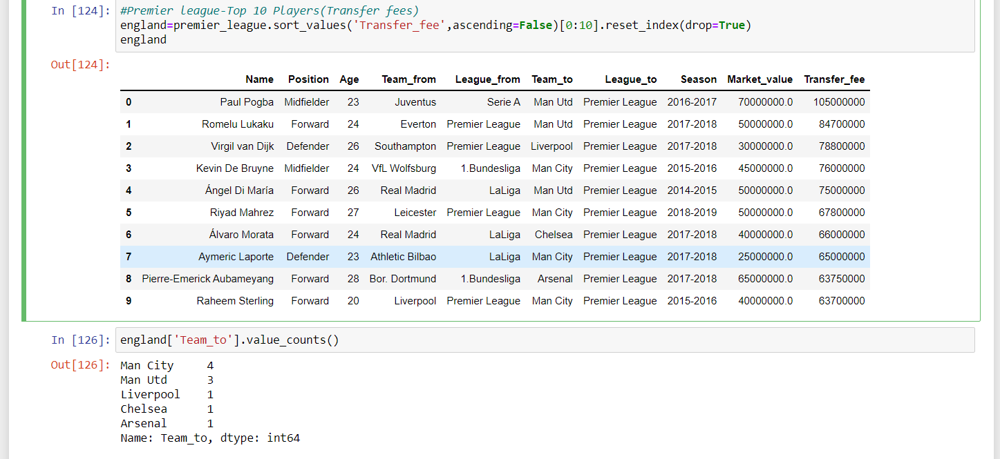 In [124]: #Premier league-Top 10 Players(Transfer fees)
england=premier_league.sort_values('Transfer_fee',ascending=False)[0:10].reset_index(drop=True)
england
Out[124]:
Name Position Age Team_from League_from Team_to League_to Season Market_value Transfer_fee
0 Paul Pogba Midfielder 23 Juventus Serie A Man Utd Premier League 2016-2017 70000000.0 105000000
1 Romelu Lukaku Forward 24 Everton Premier League Man Utd Premier League 2017-2018 50000000.0 84700000
2 Virgil van Dijk Defender 26 Southampton Premier League Liverpool Premier League 2017-2018 30000000.0 78800000
3 Kevin De Bruyne Midfielder 24 VfL Wolfsburg 1.Bundesliga Man City Premier League 2015-2016 45000000.0 76000000
4 Ángel Di María Forward 26 Real Madrid LaLiga Man Utd Premier League 2014-2015 50000000.0 75000000
5 Riyad Mahrez Forward 27 Leicester Premier League Man City Premier League 2018-2019 50000000.0 67800000
6 Álvaro Morata Forward 24 Real Madrid LaLiga Chelsea Premier League 2017-2018 40000000.0 66000000
7 Aymeric Laporte Defender 23 Athletic Bilbao LaLiga Man City Premier League 2017-2018 25000000.0 65000000
8 Pierre-Emerick Aubameyang Forward 28 Bor. Dortmund 1.Bundesliga Arsenal Premier League 2017-2018 65000000.0 63750000
9 Raheem Sterling Forward 20 Liverpool Premier League Man City Premier League 2015-2016 40000000.0 63700000
In [126]: england['Team_to'].value_counts()
Out[126]: Man City 4
Man Utd 3
Liverpool 1
Chelsea 1
Arsenal 1
Name: Team_to, dtype: int64